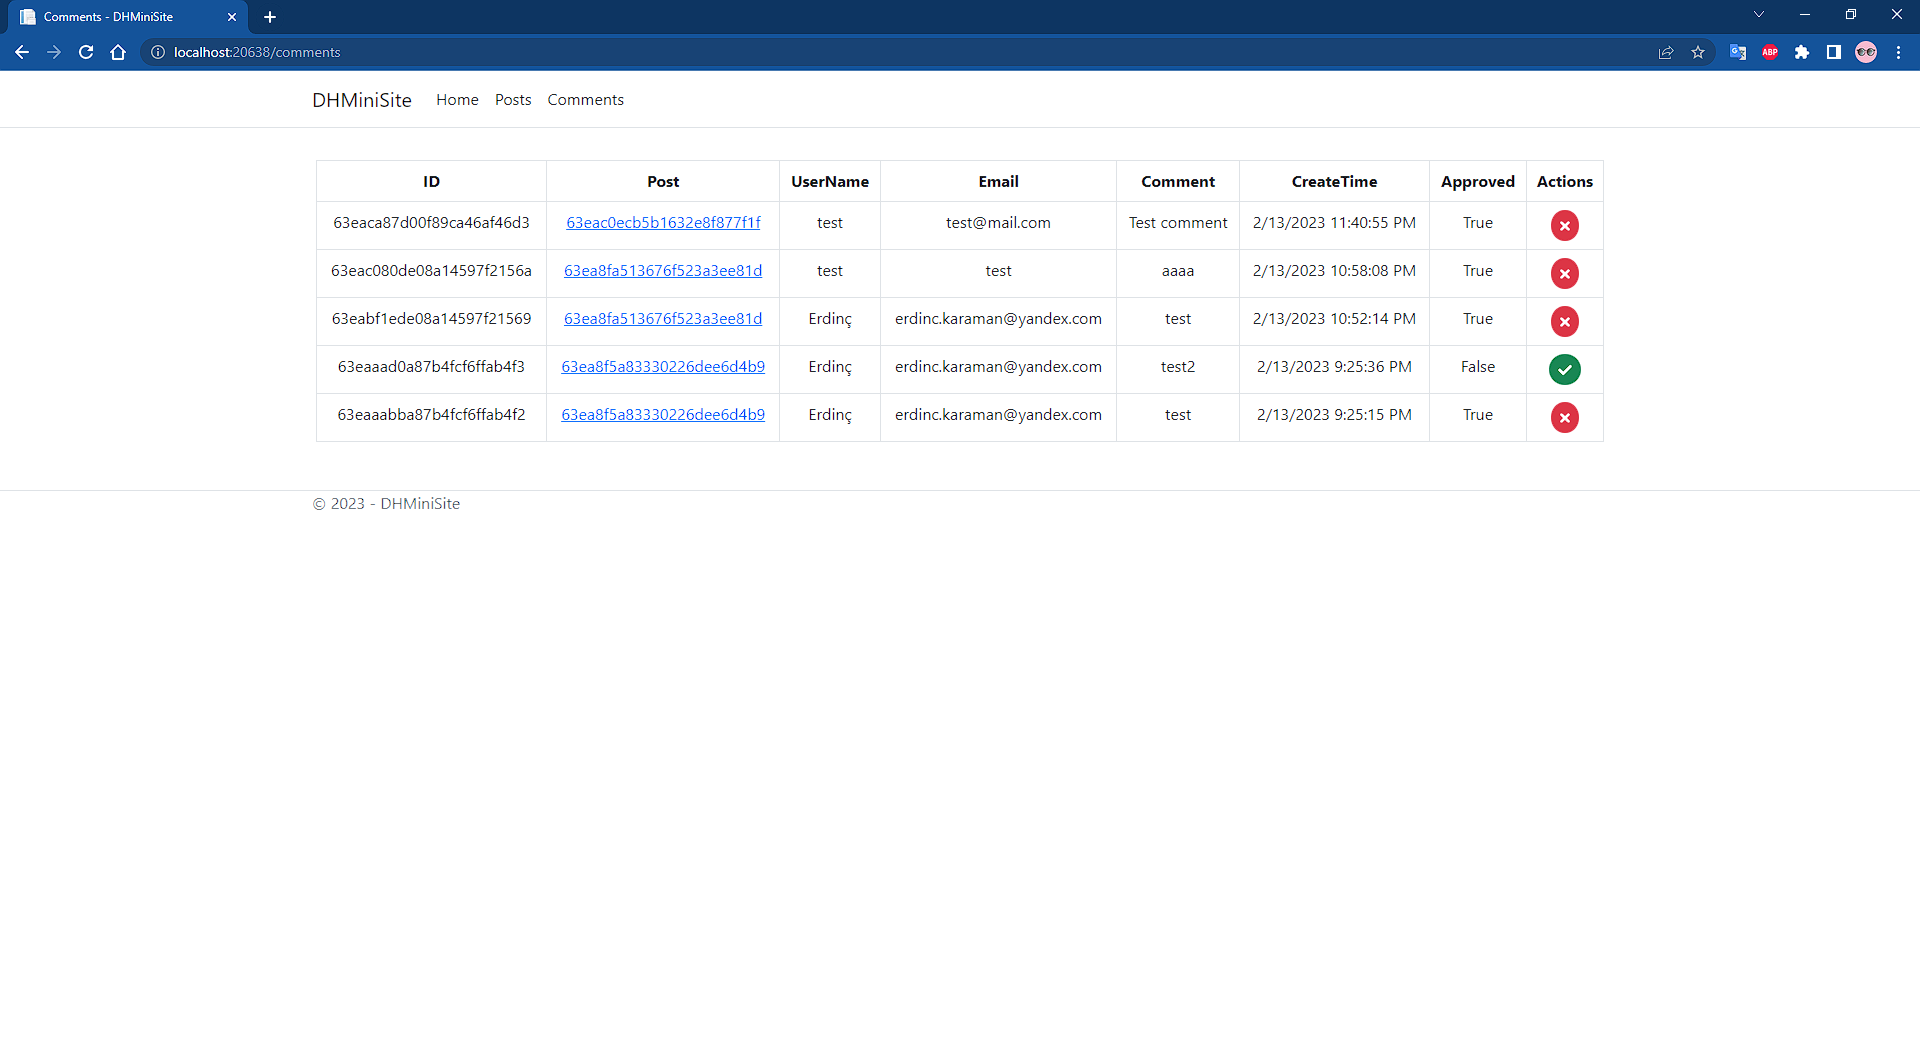 Comments - DHMiniSite
localhost:20638/comments
ABP
DHMiniSite Home Posts Comments
ID Post UserName Email Comment CreateTime Approved Actions
63eaca87d00f89ca46af46d3 63eac0ecb5b1632e8f877f1f test test@mail.com Test comment 2/13/2023 11:40:55 PM True
63eac080de08a14597f2156a 63ea8fa513676f523a3ee81d test test aaaa 2/13/2023 10:58:08 PM True
63eabf1ede08a14597f21569 63ea8fa513676f523a3ee81d Erdinç erdinc.karaman@yandex.com test 2/13/2023 10:52:14 PM True
63eaaad0a87b4fcf6ffab4f3 63ea8f5a83330226dee6d4b9 Erdinç erdinc.karaman@yandex.com test2 2/13/2023 9:25:36 PM False
63eaaabba87b4fcf6ffab4f2 63ea8f5a83330226dee6d4b9 Erdinç erdinc.karaman@yandex.com test 2/13/2023 9:25:15 PM True
© 2023 - DHMiniSite